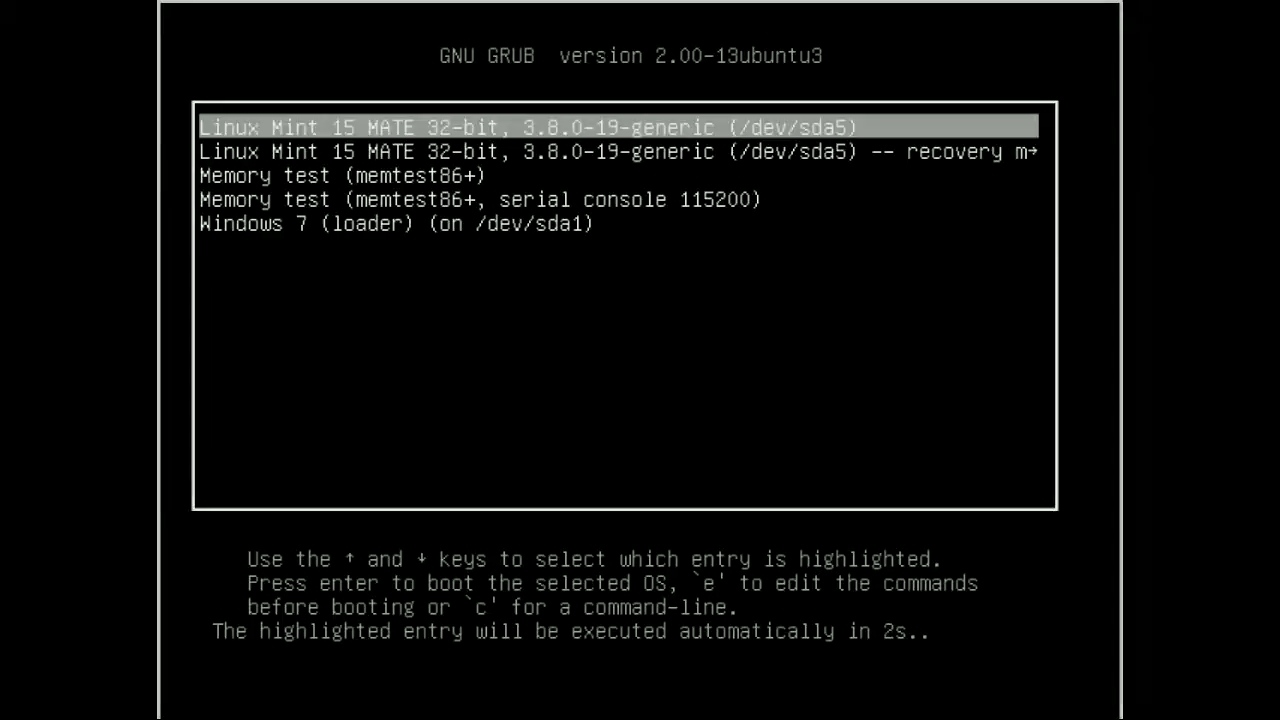 GNU GRUB  version 2.00-13ubuntu3
Linux Mint 15 MATE 32-bit, 3.8.0-19-generic (/dev/sda5)
Linux Mint 15 MATE 32-bit, 3.8.0-19-generic (/dev/sda5) -- recovery m→
Memory test (memtest86+)
Memory test (memtest86+, serial console 115200)
Windows 7 (loader) (on /dev/sda1)
Use the ↑ and ↓ keys to select which entry is highlighted.
Press enter to boot the selected OS, `e' to edit the commands
before booting or `c' for a command-line.
The highlighted entry will be executed automatically in 2s..